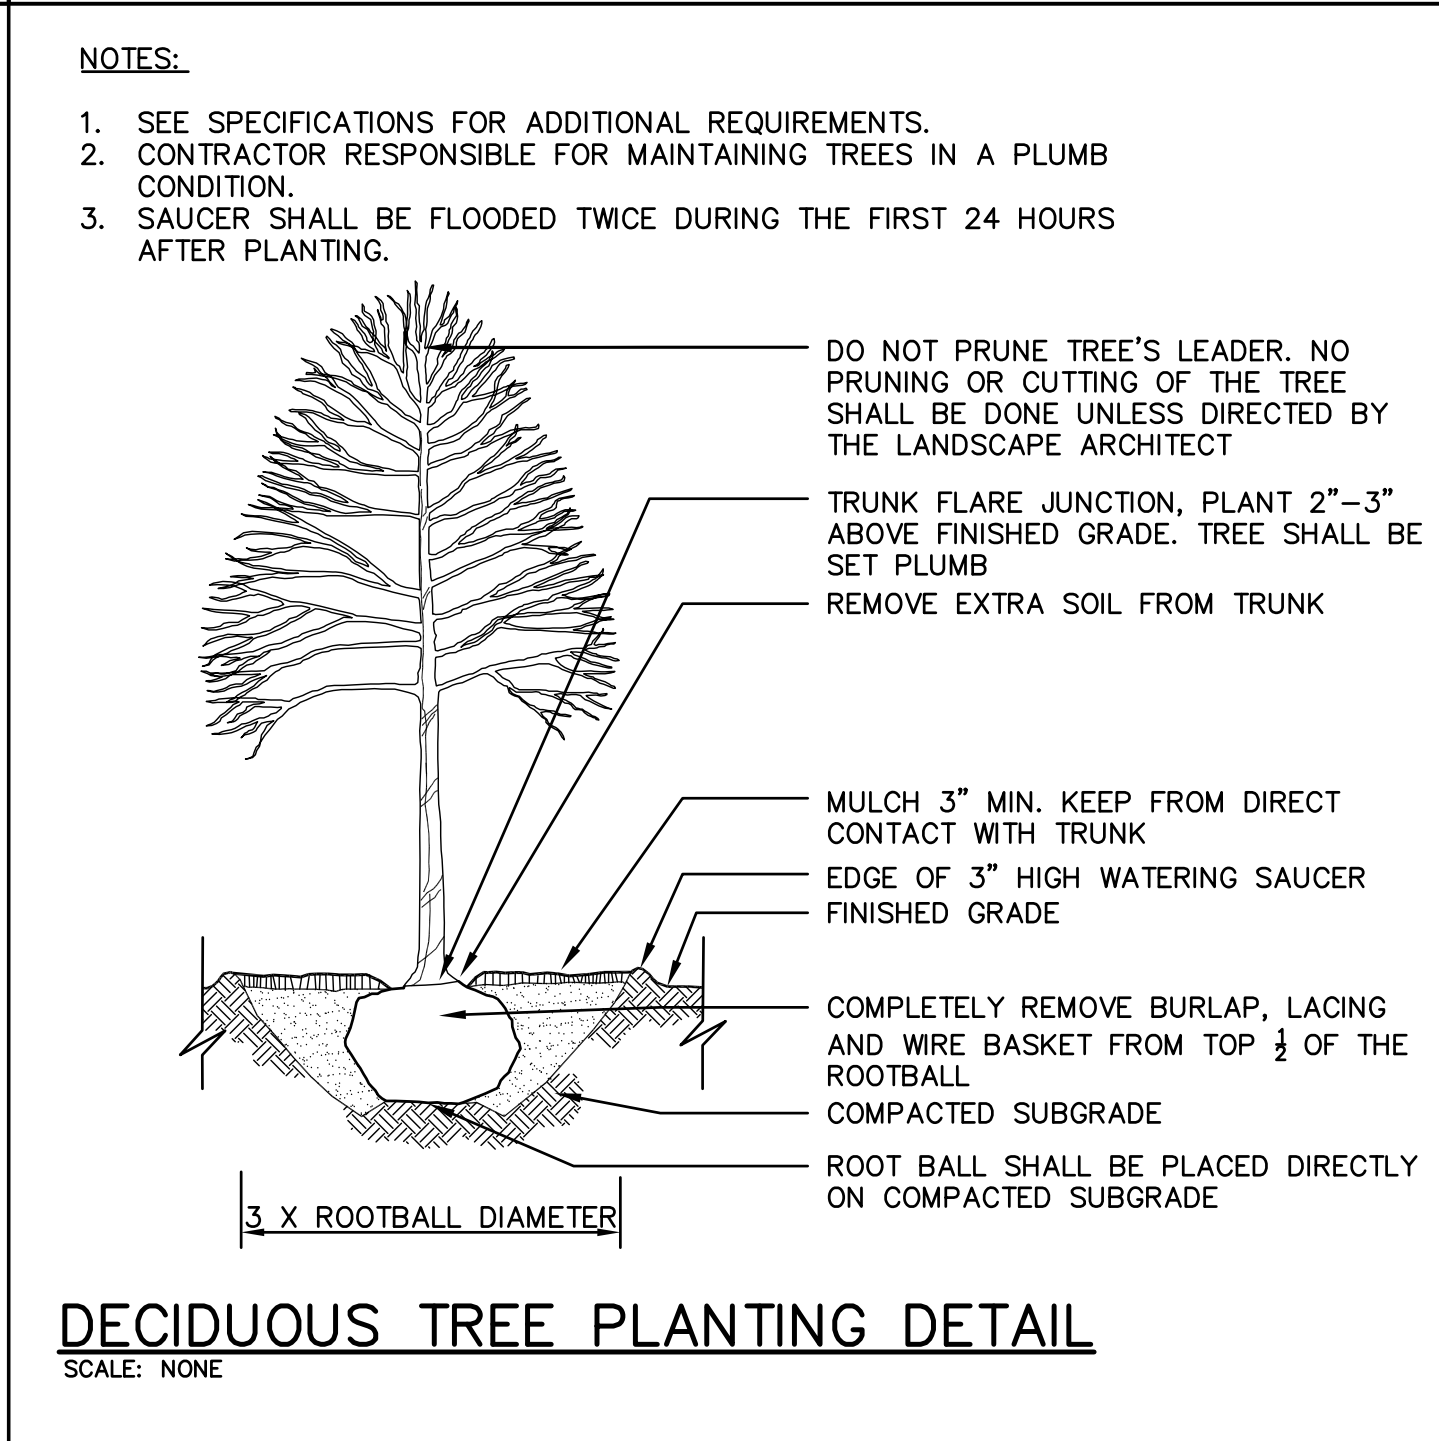 NOTES:
1. SEE SPECIFICATIONS FOR ADDITIONAL REQUIREMENTS.
2. CONTRACTOR RESPONSIBLE FOR MAINTAINING TREES IN A PLUMB
CONDITION.
3. SAUCER SHALL BE FLOODED TWICE DURING THE FIRST 24 HOURS
AFTER PLANTING.
DO NOT PRUNE TREE'S LEADER. NO
PRUNING OR CUTTING OF THE TREE
SHALL BE DONE UNLESS DIRECTED BY
THE LANDSCAPE ARCHITECT
TRUNK FLARE JUNCTION, PLANT 2"-3"
ABOVE FINISHED GRADE. TREE SHALL BE
SET PLUMB
REMOVE EXTRA SOIL FROM TRUNK
MULCH 3" MIN. KEEP FROM DIRECT
CONTACT WITH TRUNK
EDGE OF 3" HIGH WATERING SAUCER
FINISHED GRADE
COMPLETELY REMOVE BURLAP, LACING
AND WIRE BASKET FROM TOP 1/2 OF THE
ROOTBALL
COMPACTED SUBGRADE
ROOT BALL SHALL BE PLACED DIRECTLY
ON COMPACTED SUBGRADE
3 X ROOTBALL DIAMETER
DECIDUOUS TREE PLANTING DETAIL
SCALE: NONE